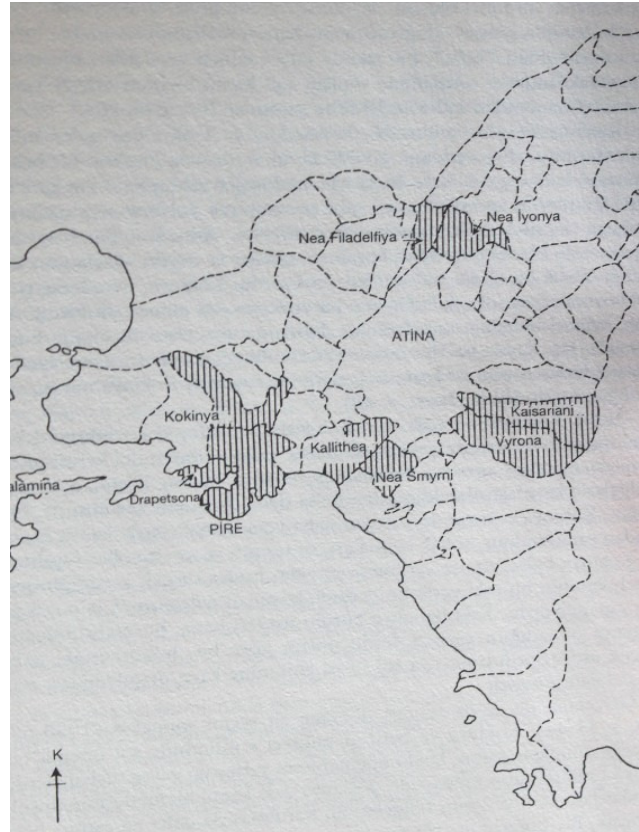 Nea İyonya
Nea Filadelfiya
ATİNA
Kokinya
Kaisariani
Kallithea
Vyrona
Nea Smyrni
alamina
Drapetsona
PİRE
K